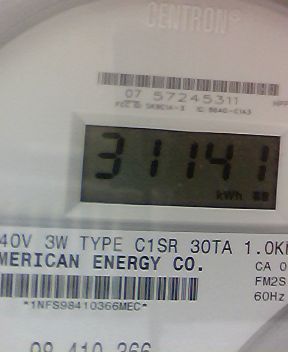 CENTRON®
07 57245311
31141
kWh
40V 3W TYPE C1SR 30TA 1.0K
MERICAN ENERGY CO.
CA 0
FM2S
60Hz
*1NFS98410366MEC*
98 410 366